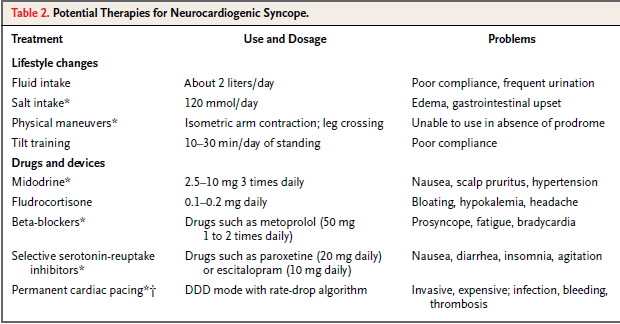 Table 2. Potential Therapies for Neurocardiogenic Syncope.
Treatment Use and Dosage Problems
Lifestyle changes
Fluid intake About 2 liters/day Poor compliance, frequent urination
Salt intake* 120 mmol/day Edema, gastrointestinal upset
Physical maneuvers* Isometric arm contraction; leg crossing Unable to use in absence of prodrome
Tilt training 10–30 min/day of standing Poor compliance
Drugs and devices
Midodrine* 2.5–10 mg 3 times daily Nausea, scalp pruritus, hypertension
Fludrocortisone 0.1–0.2 mg daily Bloating, hypokalemia, headache
Beta-blockers* Drugs such as metoprolol (50 mg Prosyncope, fatigue, bradycardia
1 to 2 times daily)
Selective serotonin-reuptake Drugs such as paroxetine (20 mg daily) Nausea, diarrhea, insomnia, agitation
inhibitors* or escitalopram (10 mg daily)
Permanent cardiac pacing*† DDD mode with rate-drop algorithm Invasive, expensive; infection, bleeding,
thrombosis